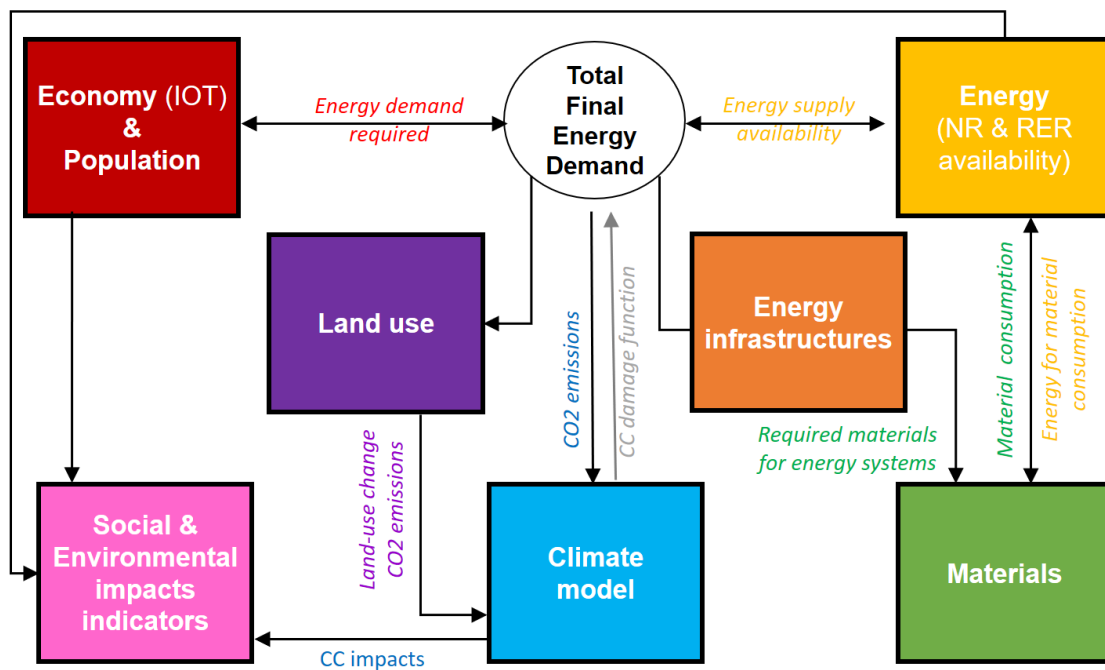 Economy (IOT)
&
Population
Energy demand
required
Total
Final
Energy
Demand
Energy supply
availability
Energy
(NR & RER
availability)
Land use
CO2 emissions
CC damage function
Energy
infrastructures
Material  consumption
Energy for material
consumption
Required materials
for energy systems
Land-use change
CO2 emissions
Social &
Environmental
impacts
indicators
Climate
model
Materials
CC impacts